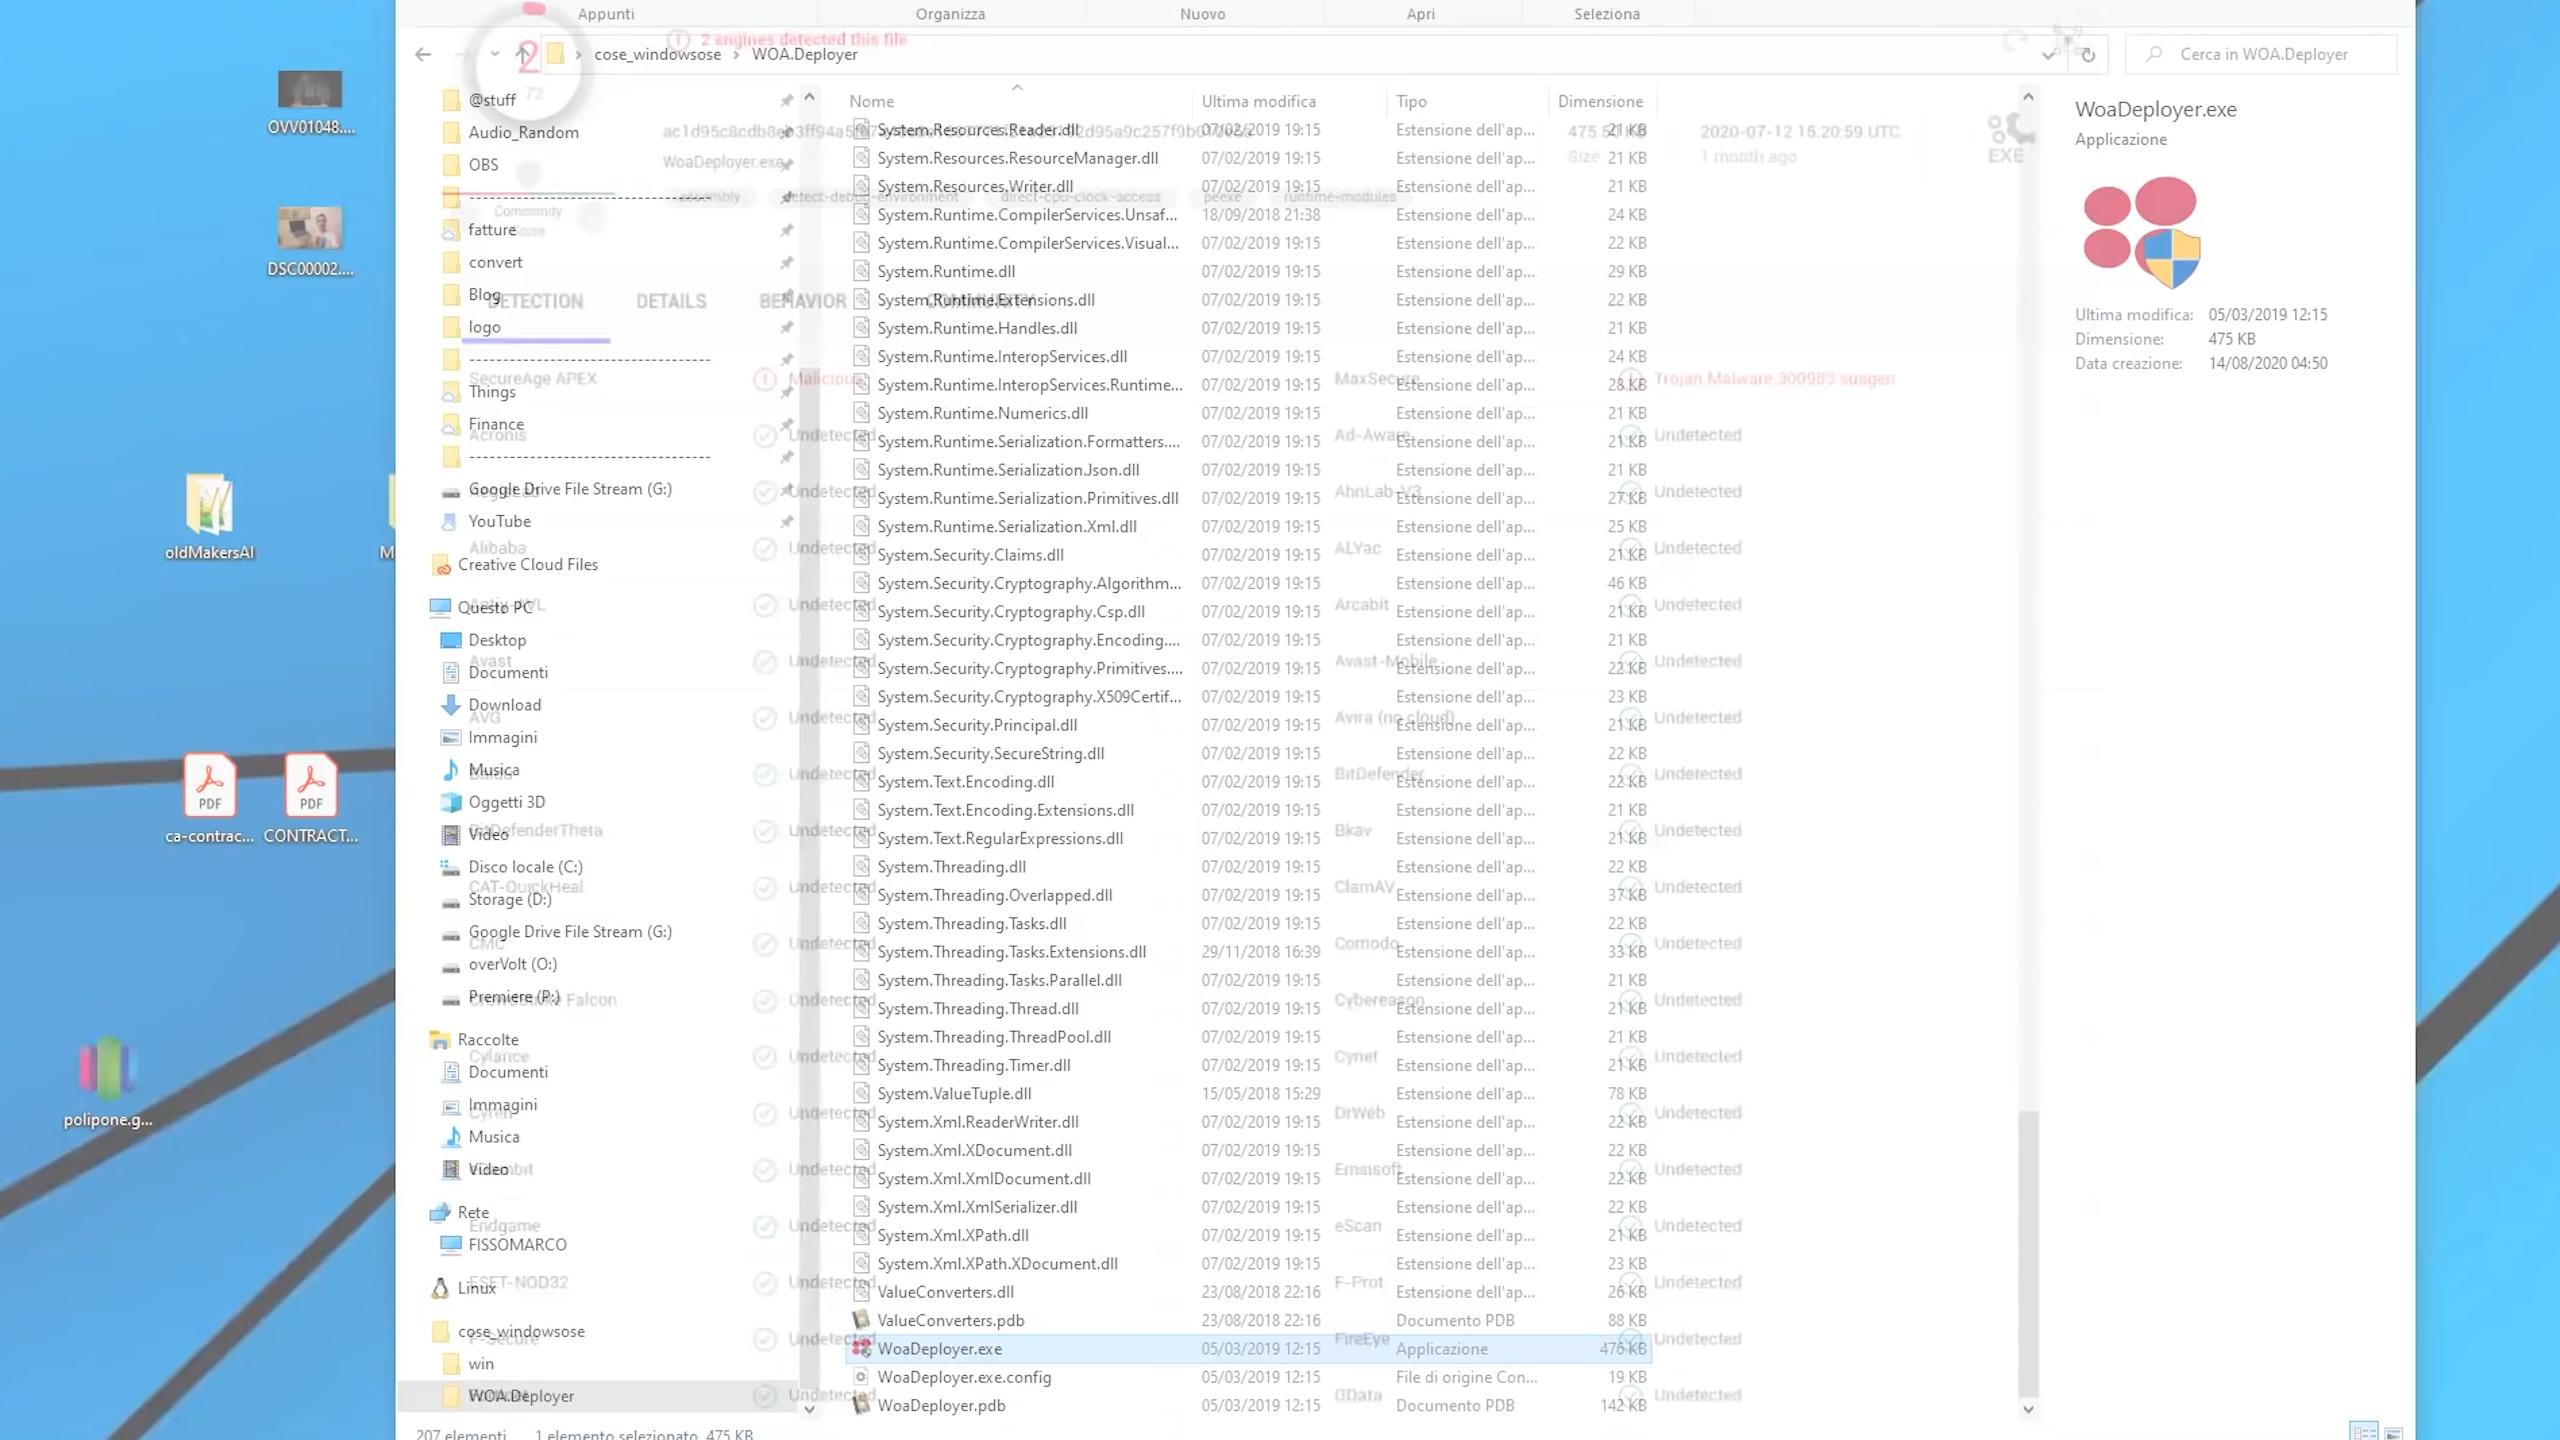 Appunti
Organizza
Nuovo
Apri
Seleziona
2 engines detected this file
2
72
cose_windowsose
WOA.Deployer
Cerca in WOA.Deployer
OVV01048....
DSC00002....
oldMakersAI
ca-contrac...
CONTRACT...
PDF
PDF
polipone.g...
@stuff
Audio_Random
OBS
---------------------------------
fatture
convert
Blog
logo
---------------------------------
Things
Finance
---------------------------------
Google Drive File Stream (G:)
YouTube
Creative Cloud Files
Questo PC
Desktop
Documenti
Download
Immagini
Musica
Oggetti 3D
Video
Disco locale (C:)
Storage (D:)
Google Drive File Stream (G:)
overVolt (O:)
Premiere (P:)
Raccolte
Documenti
Immagini
Musica
Video
Rete
FISSOMARCO
Linux
cose_windowsose
win
WOA.Deployer
207 elementi
1 elemento selezionato 475 KB
Nome Ultima modifica Tipo Dimensione
System.Resources.Reader.dll 07/02/2019 19:15 Estensione dell'ap... 21 KB
System.Resources.ResourceManager.dll 07/02/2019 19:15 Estensione dell'ap... 21 KB
System.Resources.Writer.dll 07/02/2019 19:15 Estensione dell'ap... 21 KB
System.Runtime.CompilerServices.Unsaf... 18/09/2018 21:38 Estensione dell'ap... 24 KB
System.Runtime.CompilerServices.Visual... 07/02/2019 19:15 Estensione dell'ap... 22 KB
System.Runtime.dll 07/02/2019 19:15 Estensione dell'ap... 29 KB
System.Runtime.Extensions.dll 07/02/2019 19:15 Estensione dell'ap... 22 KB
System.Runtime.Handles.dll 07/02/2019 19:15 Estensione dell'ap... 21 KB
System.Runtime.InteropServices.dll 07/02/2019 19:15 Estensione dell'ap... 24 KB
System.Runtime.InteropServices.Runtime... 07/02/2019 19:15 Estensione dell'ap... 28 KB
System.Runtime.Numerics.dll 07/02/2019 19:15 Estensione dell'ap... 21 KB
System.Runtime.Serialization.Formatters.... 07/02/2019 19:15 Estensione dell'ap... 21 KB
System.Runtime.Serialization.Json.dll 07/02/2019 19:15 Estensione dell'ap... 21 KB
System.Runtime.Serialization.Primitives.dll 07/02/2019 19:15 Estensione dell'ap... 27 KB
System.Runtime.Serialization.Xml.dll 07/02/2019 19:15 Estensione dell'ap... 25 KB
System.Security.Claims.dll 07/02/2019 19:15 Estensione dell'ap... 21 KB
System.Security.Cryptography.Algorithm... 07/02/2019 19:15 Estensione dell'ap... 46 KB
System.Security.Cryptography.Csp.dll 07/02/2019 19:15 Estensione dell'ap... 21 KB
System.Security.Cryptography.Encoding.... 07/02/2019 19:15 Estensione dell'ap... 21 KB
System.Security.Cryptography.Primitives.... 07/02/2019 19:15 Estensione dell'ap... 22 KB
System.Security.Cryptography.X509Certif... 07/02/2019 19:15 Estensione dell'ap... 23 KB
System.Security.Principal.dll 07/02/2019 19:15 Estensione dell'ap... 21 KB
System.Security.SecureString.dll 07/02/2019 19:15 Estensione dell'ap... 22 KB
System.Text.Encoding.dll 07/02/2019 19:15 Estensione dell'ap... 22 KB
System.Text.Encoding.Extensions.dll 07/02/2019 19:15 Estensione dell'ap... 21 KB
System.Text.RegularExpressions.dll 07/02/2019 19:15 Estensione dell'ap... 21 KB
System.Threading.dll 07/02/2019 19:15 Estensione dell'ap... 22 KB
System.Threading.Overlapped.dll 07/02/2019 19:15 Estensione dell'ap... 37 KB
System.Threading.Tasks.dll 07/02/2019 19:15 Estensione dell'ap... 22 KB
System.Threading.Tasks.Extensions.dll 29/11/2018 16:39 Estensione dell'ap... 33 KB
System.Threading.Tasks.Parallel.dll 07/02/2019 19:15 Estensione dell'ap... 21 KB
System.Threading.Thread.dll 07/02/2019 19:15 Estensione dell'ap... 21 KB
System.Threading.ThreadPool.dll 07/02/2019 19:15 Estensione dell'ap... 21 KB
System.Threading.Timer.dll 07/02/2019 19:15 Estensione dell'ap... 21 KB
System.ValueTuple.dll 15/05/2018 15:29 Estensione dell'ap... 78 KB
System.Xml.ReaderWriter.dll 07/02/2019 19:15 Estensione dell'ap... 22 KB
System.Xml.XDocument.dll 07/02/2019 19:15 Estensione dell'ap... 22 KB
System.Xml.XmlDocument.dll 07/02/2019 19:15 Estensione dell'ap... 22 KB
System.Xml.XmlSerializer.dll 07/02/2019 19:15 Estensione dell'ap... 22 KB
System.Xml.XPath.dll 07/02/2019 19:15 Estensione dell'ap... 21 KB
System.Xml.XPath.XDocument.dll 07/02/2019 19:15 Estensione dell'ap... 23 KB
ValueConverters.dll 23/08/2018 22:16 Estensione dell'ap... 26 KB
ValueConverters.pdb 23/08/2018 22:16 Documento PDB 88 KB
WoaDeployer.exe 05/03/2019 12:15 Applicazione 476 KB
WoaDeployer.exe.config 05/03/2019 12:15 File di origine Con... 19 KB
WoaDeployer.pdb 05/03/2019 12:15 Documento PDB 142 KB
WoaDeployer.exe
Applicazione
Ultima modifica: 05/03/2019 12:15
Dimensione: 475 KB
Data creazione: 14/08/2020 04:50
WoaDeployer.exe
Size
2020-07-12 15:20:59 UTC
1 month ago
EXE
direct-cpu-clock-access
peexe
runtime-modules
Community
Score
DETECTION
DETAILS
BEHAVIOR
COMMUNITY
SecureAge APEX Malicious MaxSecure Trojan.Malware.300983.susgen
Acronis Undetected Ad-Aware Undetected
Undetected AhnLab-V3 Undetected
Alibaba Undetected ALYac Undetected
Undetected Arcabit Undetected
Avast Undetected Avast-Mobile Undetected
AVG Undetected Avira (no cloud) Undetected
Undetected BitDefender Undetected
BitDefenderTheta Undetected Bkav Undetected
CAT-QuickHeal Undetected ClamAV Undetected
CMC Undetected Comodo Undetected
CrowdStrike Falcon Undetected Cybereason Undetected
Cylance Undetected Cynet Undetected
Cyren Undetected DrWeb Undetected
Undetected Emsisoft Undetected
Endgame Undetected eScan Undetected
ESET-NOD32 Undetected F-Prot Undetected
F-Secure Undetected FireEye Undetected
Undetected GData Undetected